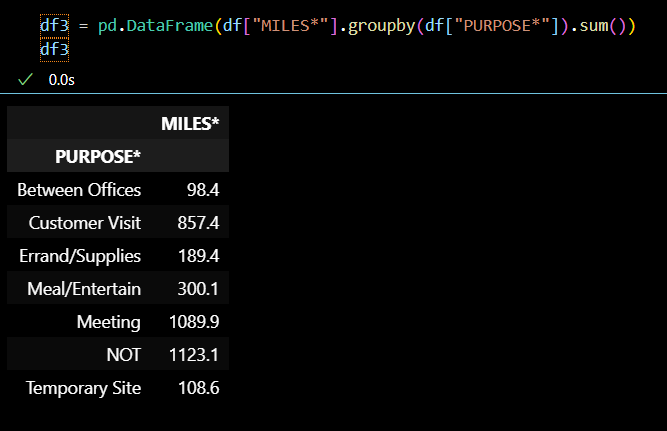 df3 = pd.DataFrame(df["MILES*"].groupby(df["PURPOSE*"]).sum())
df3
0.0s
MILES*
PURPOSE*
Between Offices 98.4
Customer Visit 857.4
Errand/Supplies 189.4
Meal/Entertain 300.1
Meeting 1089.9
NOT 1123.1
Temporary Site 108.6